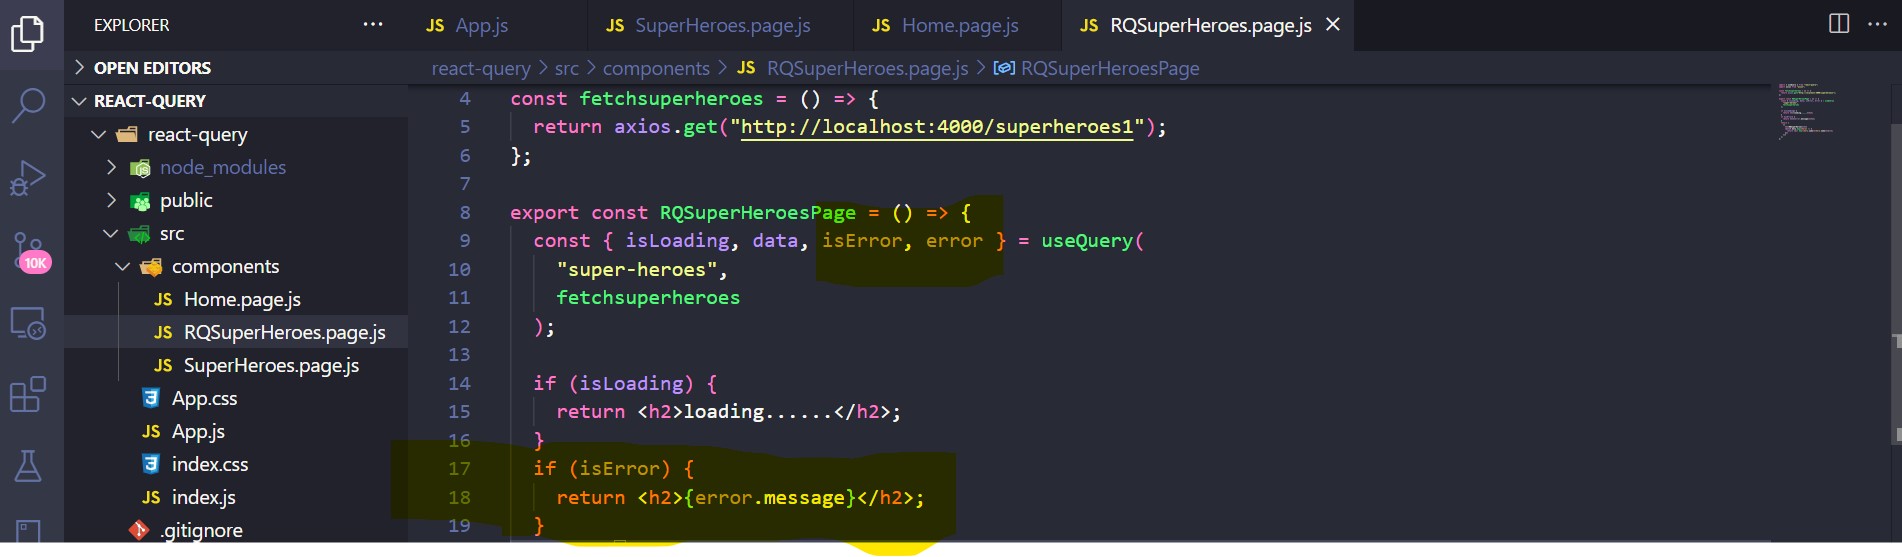 EXPLORER
···
JS App.js
JS SuperHeroes.page.js
JS Home.page.js
JS RQSuperHeroes.page.js ×
···
> OPEN EDITORS
REACT-QUERY
react-query
node_modules
public
src
components
JS Home.page.js
JS RQSuperHeroes.page.js
JS SuperHeroes.page.js
App.css
JS App.js
index.css
JS index.js
.gitignore
10K
react-query > src > components > JS RQSuperHeroes.page.js > RQSuperHeroesPage
4 const fetchsuperheroes = () => {
5 return axios.get("http://localhost:4000/superheroes1");
6 };
7
8 export const RQSuperHeroesPage = () => {
9 const { isLoading, data, isError, error } = useQuery(
10 "super-heroes",
11 fetchsuperheroes
12 );
13
14 if (isLoading) {
15 return <h2>loading......</h2>;
16 }
17 if (isError) {
18 return <h2>{error.message}</h2>;
19 }